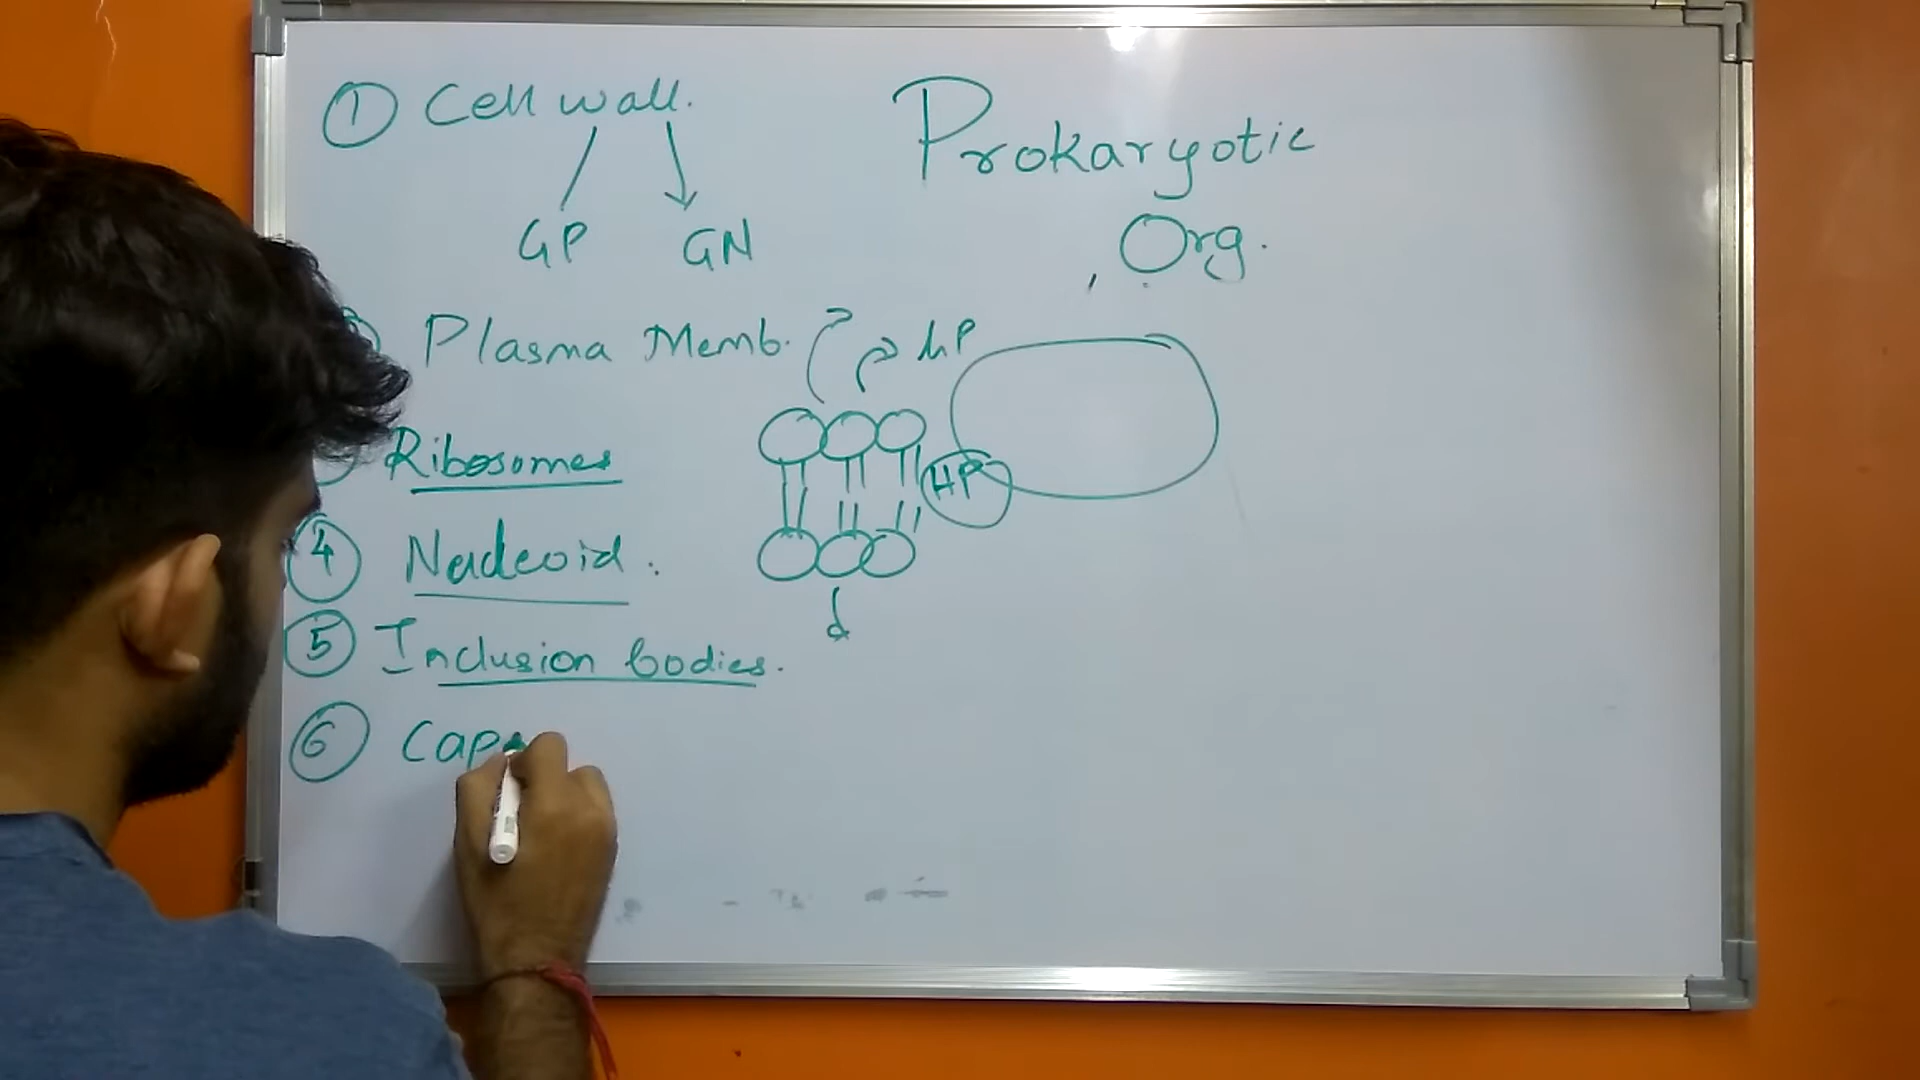 ① Cell wall.
GP GN
Prokaryotic
Org.
Plasma Memb.
hP
Ribosomes
HP
④ Nucleoid.
⑤ Inclusion bodies.
⑥ Cap